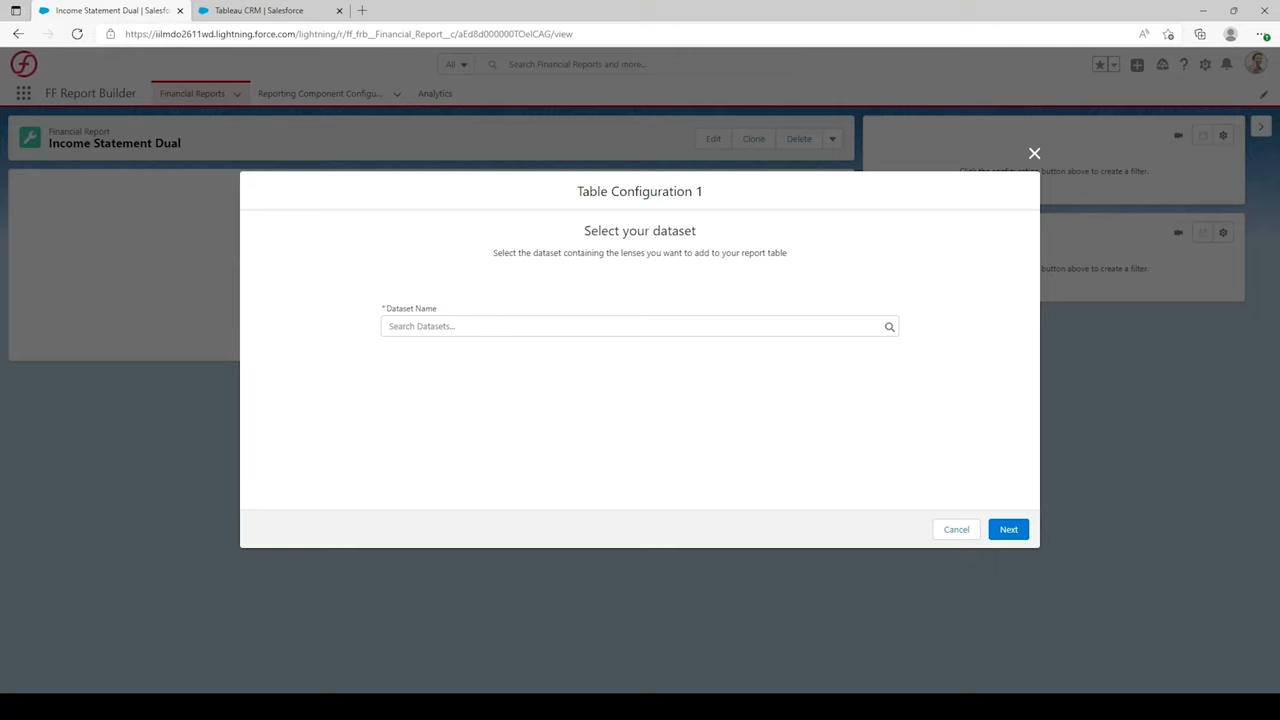 Income Statement Dual | Salesfo
Tableau CRM | Salesforce
https://iilmdo2611wd.lightning.force.com/lightning/r/ff_frb__Financial_Report__c/aEd8d000000TOelCAG/view
All
Search Financial Reports and more...
FF Report Builder
Financial Reports
Reporting Component Configu...
Analytics
Financial Report
Income Statement Dual
Edit
Clone
Delete
button above to create a filter.
Table Configuration 1
Select your dataset
Select the dataset containing the lenses you want to add to your report table
button above to create a filter.
*Dataset Name
Search Datasets...
Cancel
Next